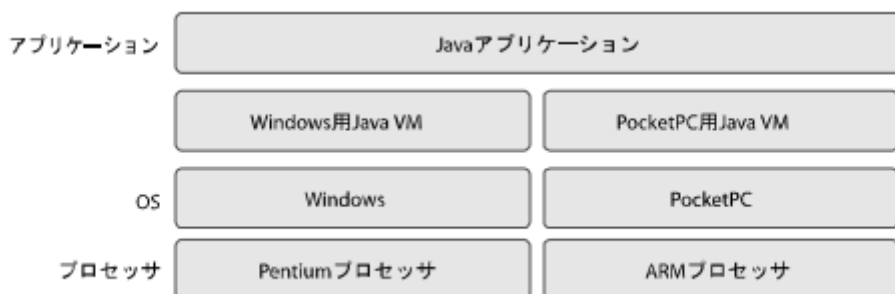 アプリケーション
Javaアプリケーション
Windows用Java VM
PocketPC用Java VM
OS
Windows
PocketPC
プロセッサ
Pentiumプロセッサ
ARMプロセッサ